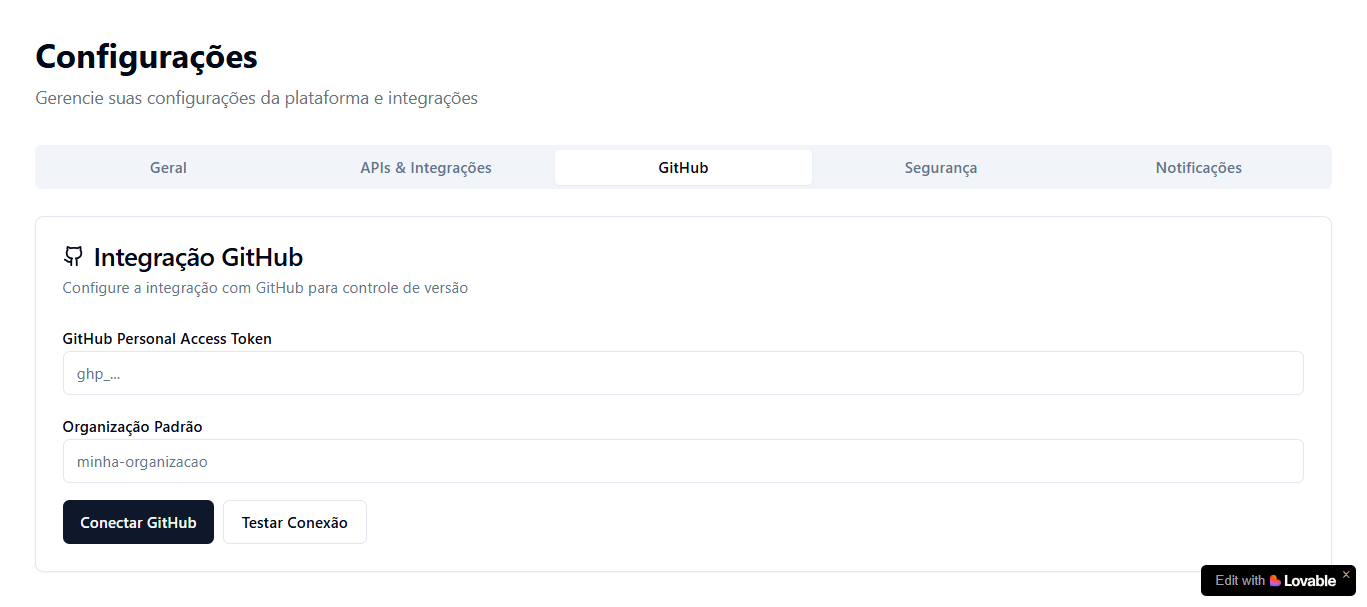 Configurações
Gerencie suas configurações da plataforma e integrações
Geral APIs & Integrações GitHub Segurança Notificações
Integração GitHub
Configure a integração com GitHub para controle de versão
GitHub Personal Access Token
ghp_...
Organização Padrão
minha-organizacao
Conectar GitHub Testar Conexão
Edit with Lovable ×